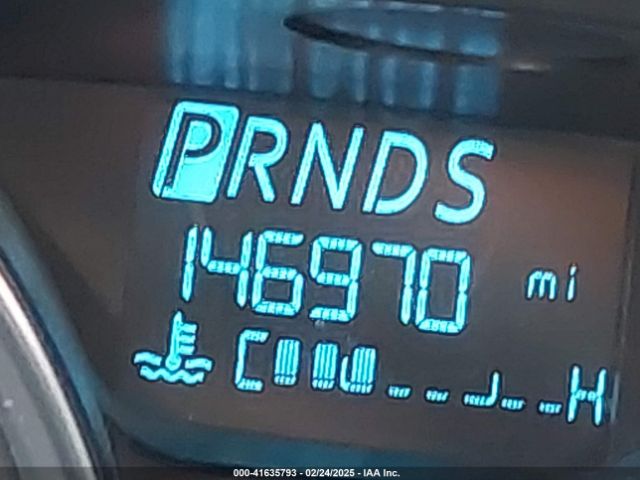 PRNDS
146970 mi
C H
000-41635793 - 02/24/2025 - IAA Inc.